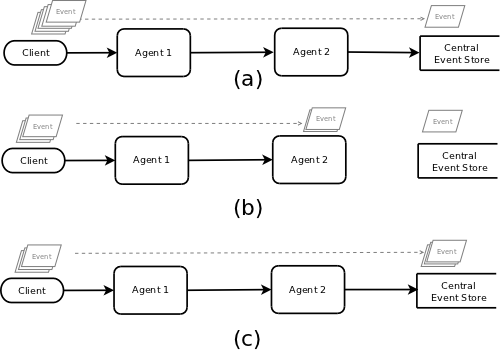 Event
Event
Client
Agent 1
Agent 2
Central
Event Store
(a)
Event
Event
Event
Client
Agent 1
Agent 2
Central
Event Store
(b)
Event
Event
Client
Agent 1
Agent 2
Central
Event Store
(c)